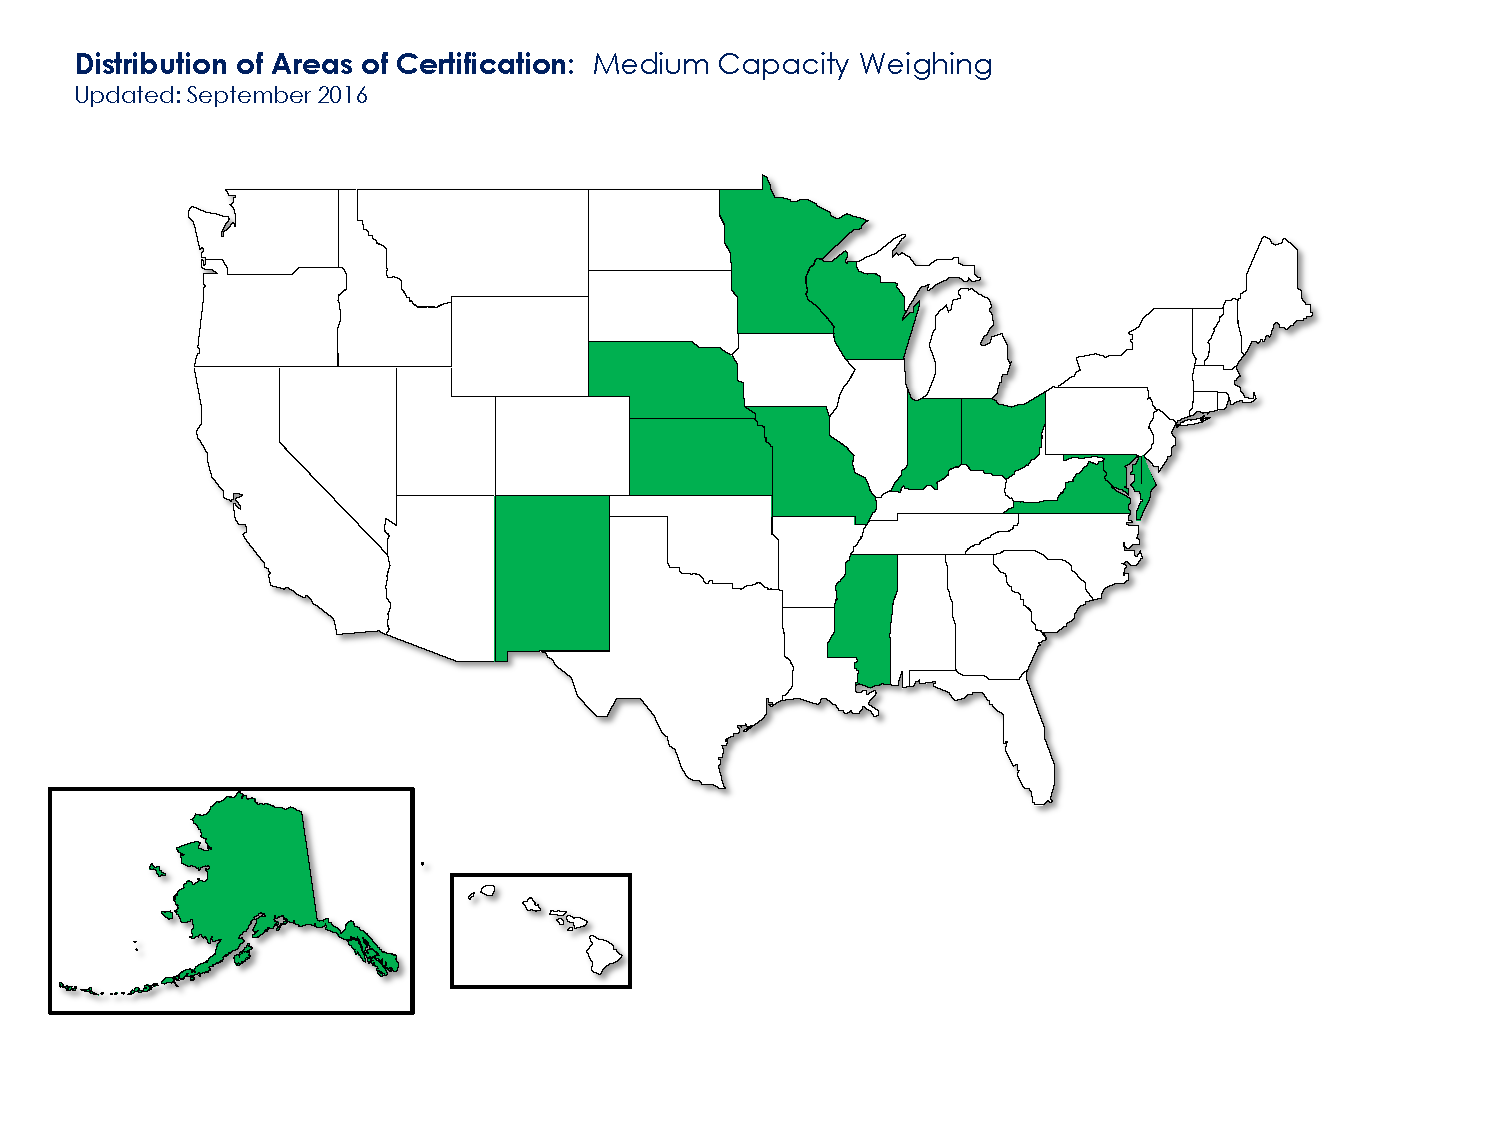 Distribution of Areas of Certification: Medium Capacity Weighing
Updated: September 2016